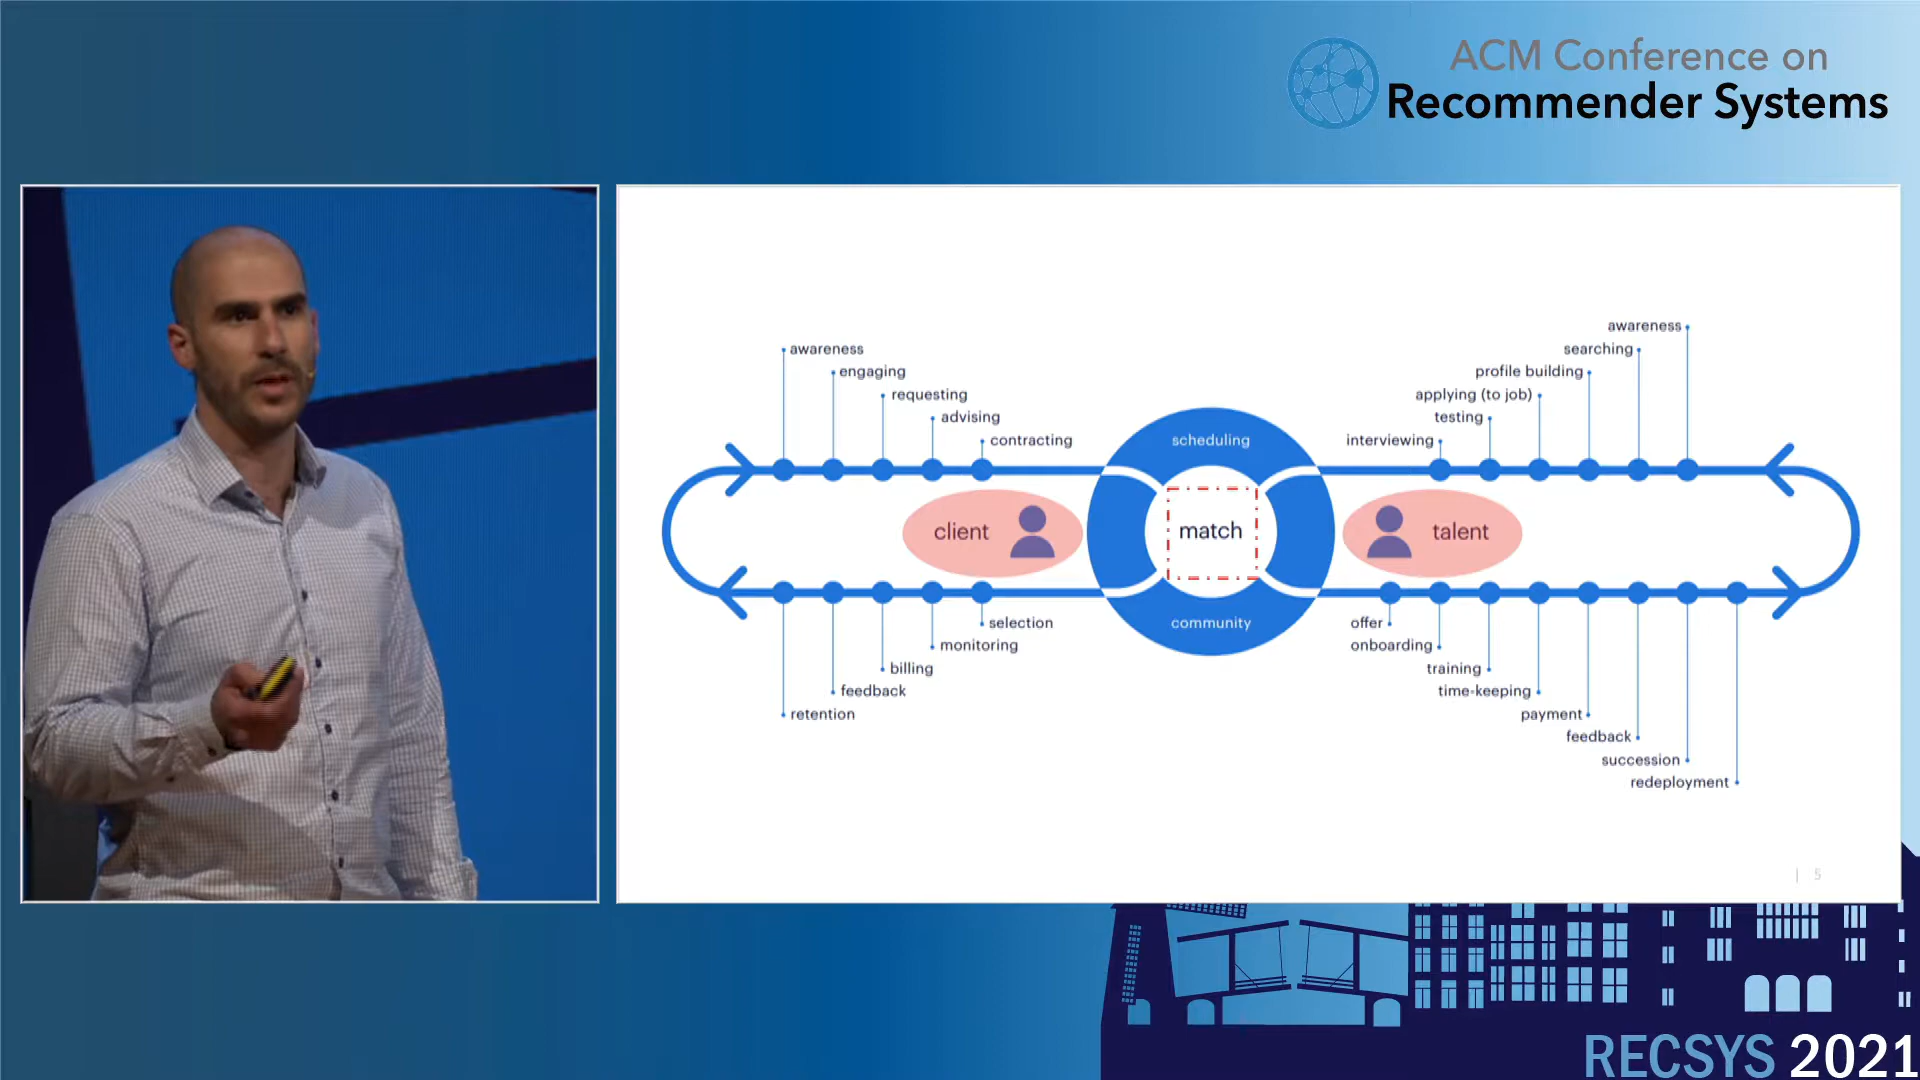 ACM Conference on
Recommender Systems
awareness
engaging
requesting
advising
contracting
client
selection
monitoring
billing
feedback
retention
scheduling
match
community
awareness
searching
profile building
applying (to job)
testing
interviewing
talent
offer
onboarding
training
time-keeping
payment
feedback
succession
redeployment
| 5
RECSYS 2021